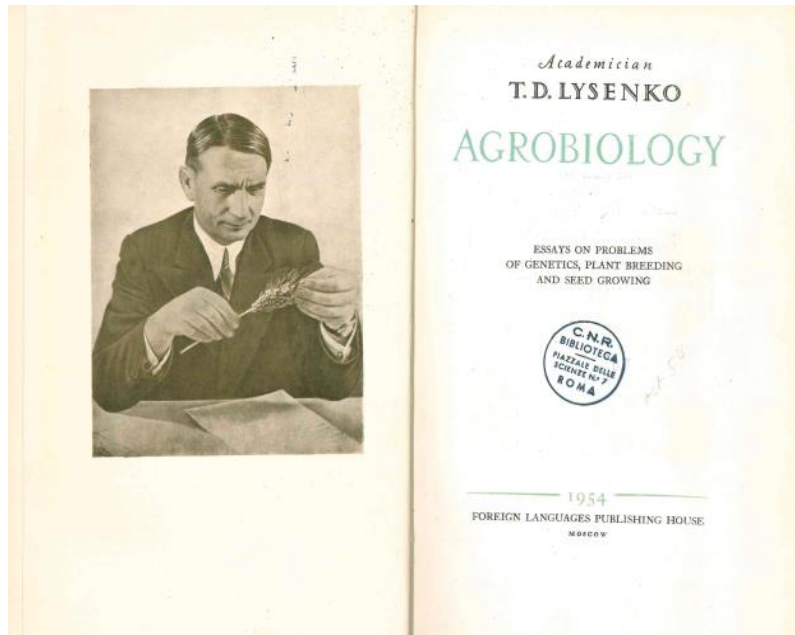 Academician
T. D. LYSENKO
AGROBIOLOGY
ESSAYS ON PROBLEMS
OF GENETICS, PLANT BREEDING
AND SEED GROWING
C.N.R.
BIBLIOTECA
PIAZZALE DELLE
SCIENZE N.° 7
ROMA
1954
FOREIGN LANGUAGES PUBLISHING HOUSE
MOSCOW